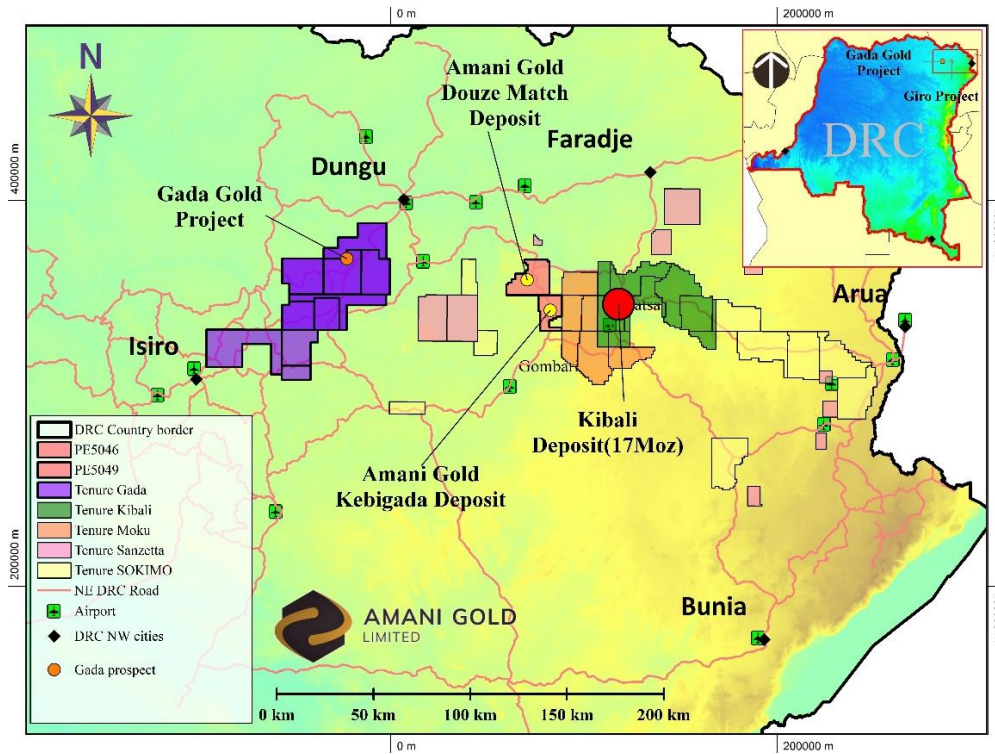 0 m
200000 m
N
Amani Gold
Douze Match
Deposit
Faradje
Dungu
Gada Gold
Project
400000 m
Gada Gold
Project
Giro Project
DRC
Arua
Isiro
Gombari
Kibali
Deposit(17Moz)
Amani Gold
Kebigada Deposit
DRC Country border
PE5046
PE5049
Tenure Gada
Tenure Kibali
Tenure Moku
Tenure Sanzetta
Tenure SOKIMO
NE DRC Road
Airport
DRC NW cities
Gada prospect
200000 m
AMANI GOLD
LIMITED
Bunia
0 km
50 km
100 km
150 km
200 km
0 m
200000 m